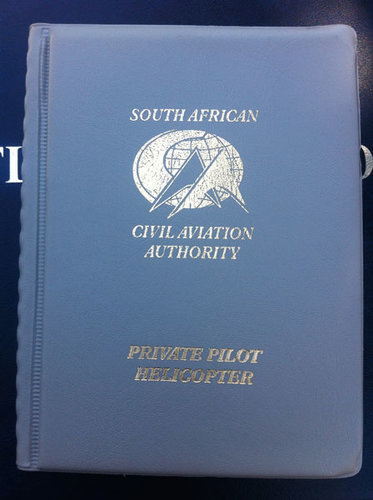 SOUTH AFRICAN
CIVIL AVIATION
AUTHORITY
PRIVATE PILOT
HELICOPTER